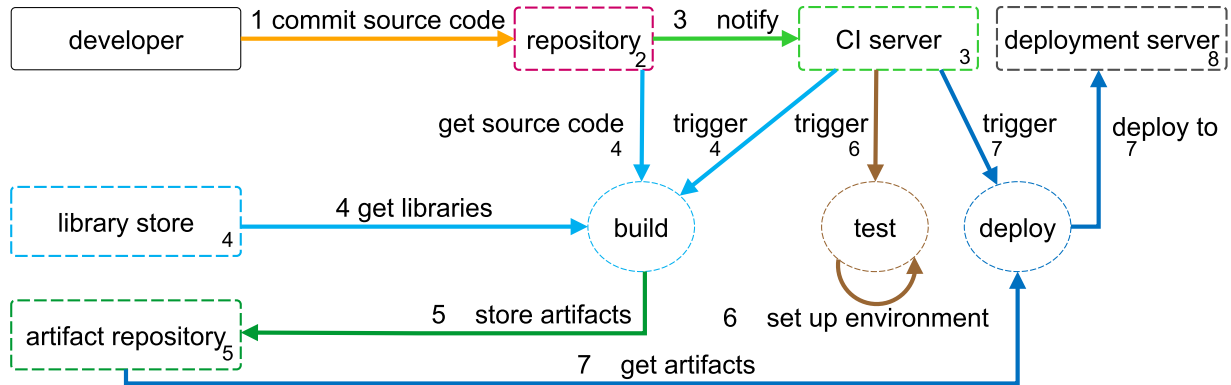 developer
1 commit source code
repository
2
3 notify
CI server
3
deployment server
8
get source code
4
trigger
4
trigger
6
trigger
7
deploy to
7
library store
4
4 get libraries
build
test
deploy
artifact repository
5
5 store artifacts
6 set up environment
7 get artifacts